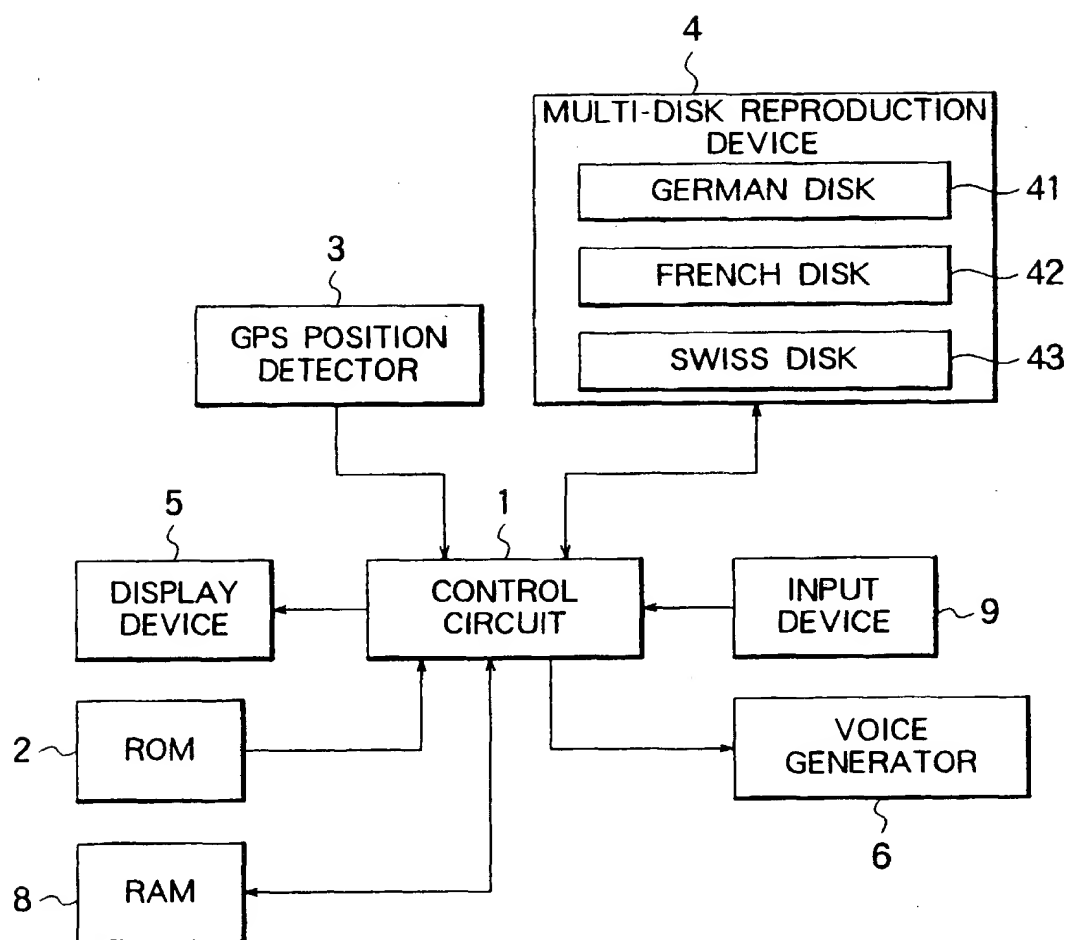 4
MULTI-DISK REPRODUCTION
DEVICE
GERMAN DISK
41
FRENCH DISK
42
SWISS DISK
43
3
GPS POSITION
DETECTOR
5
DISPLAY
DEVICE
1
CONTROL
CIRCUIT
INPUT
DEVICE
9
2
ROM
VOICE
GENERATOR
6
8
RAM